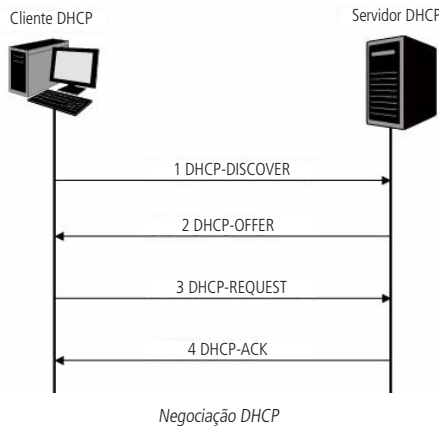 Cliente DHCP
Servidor DHCP
1 DHCP-DISCOVER
2 DHCP-OFFER
3 DHCP-REQUEST
4 DHCP-ACK
Negociação DHCP